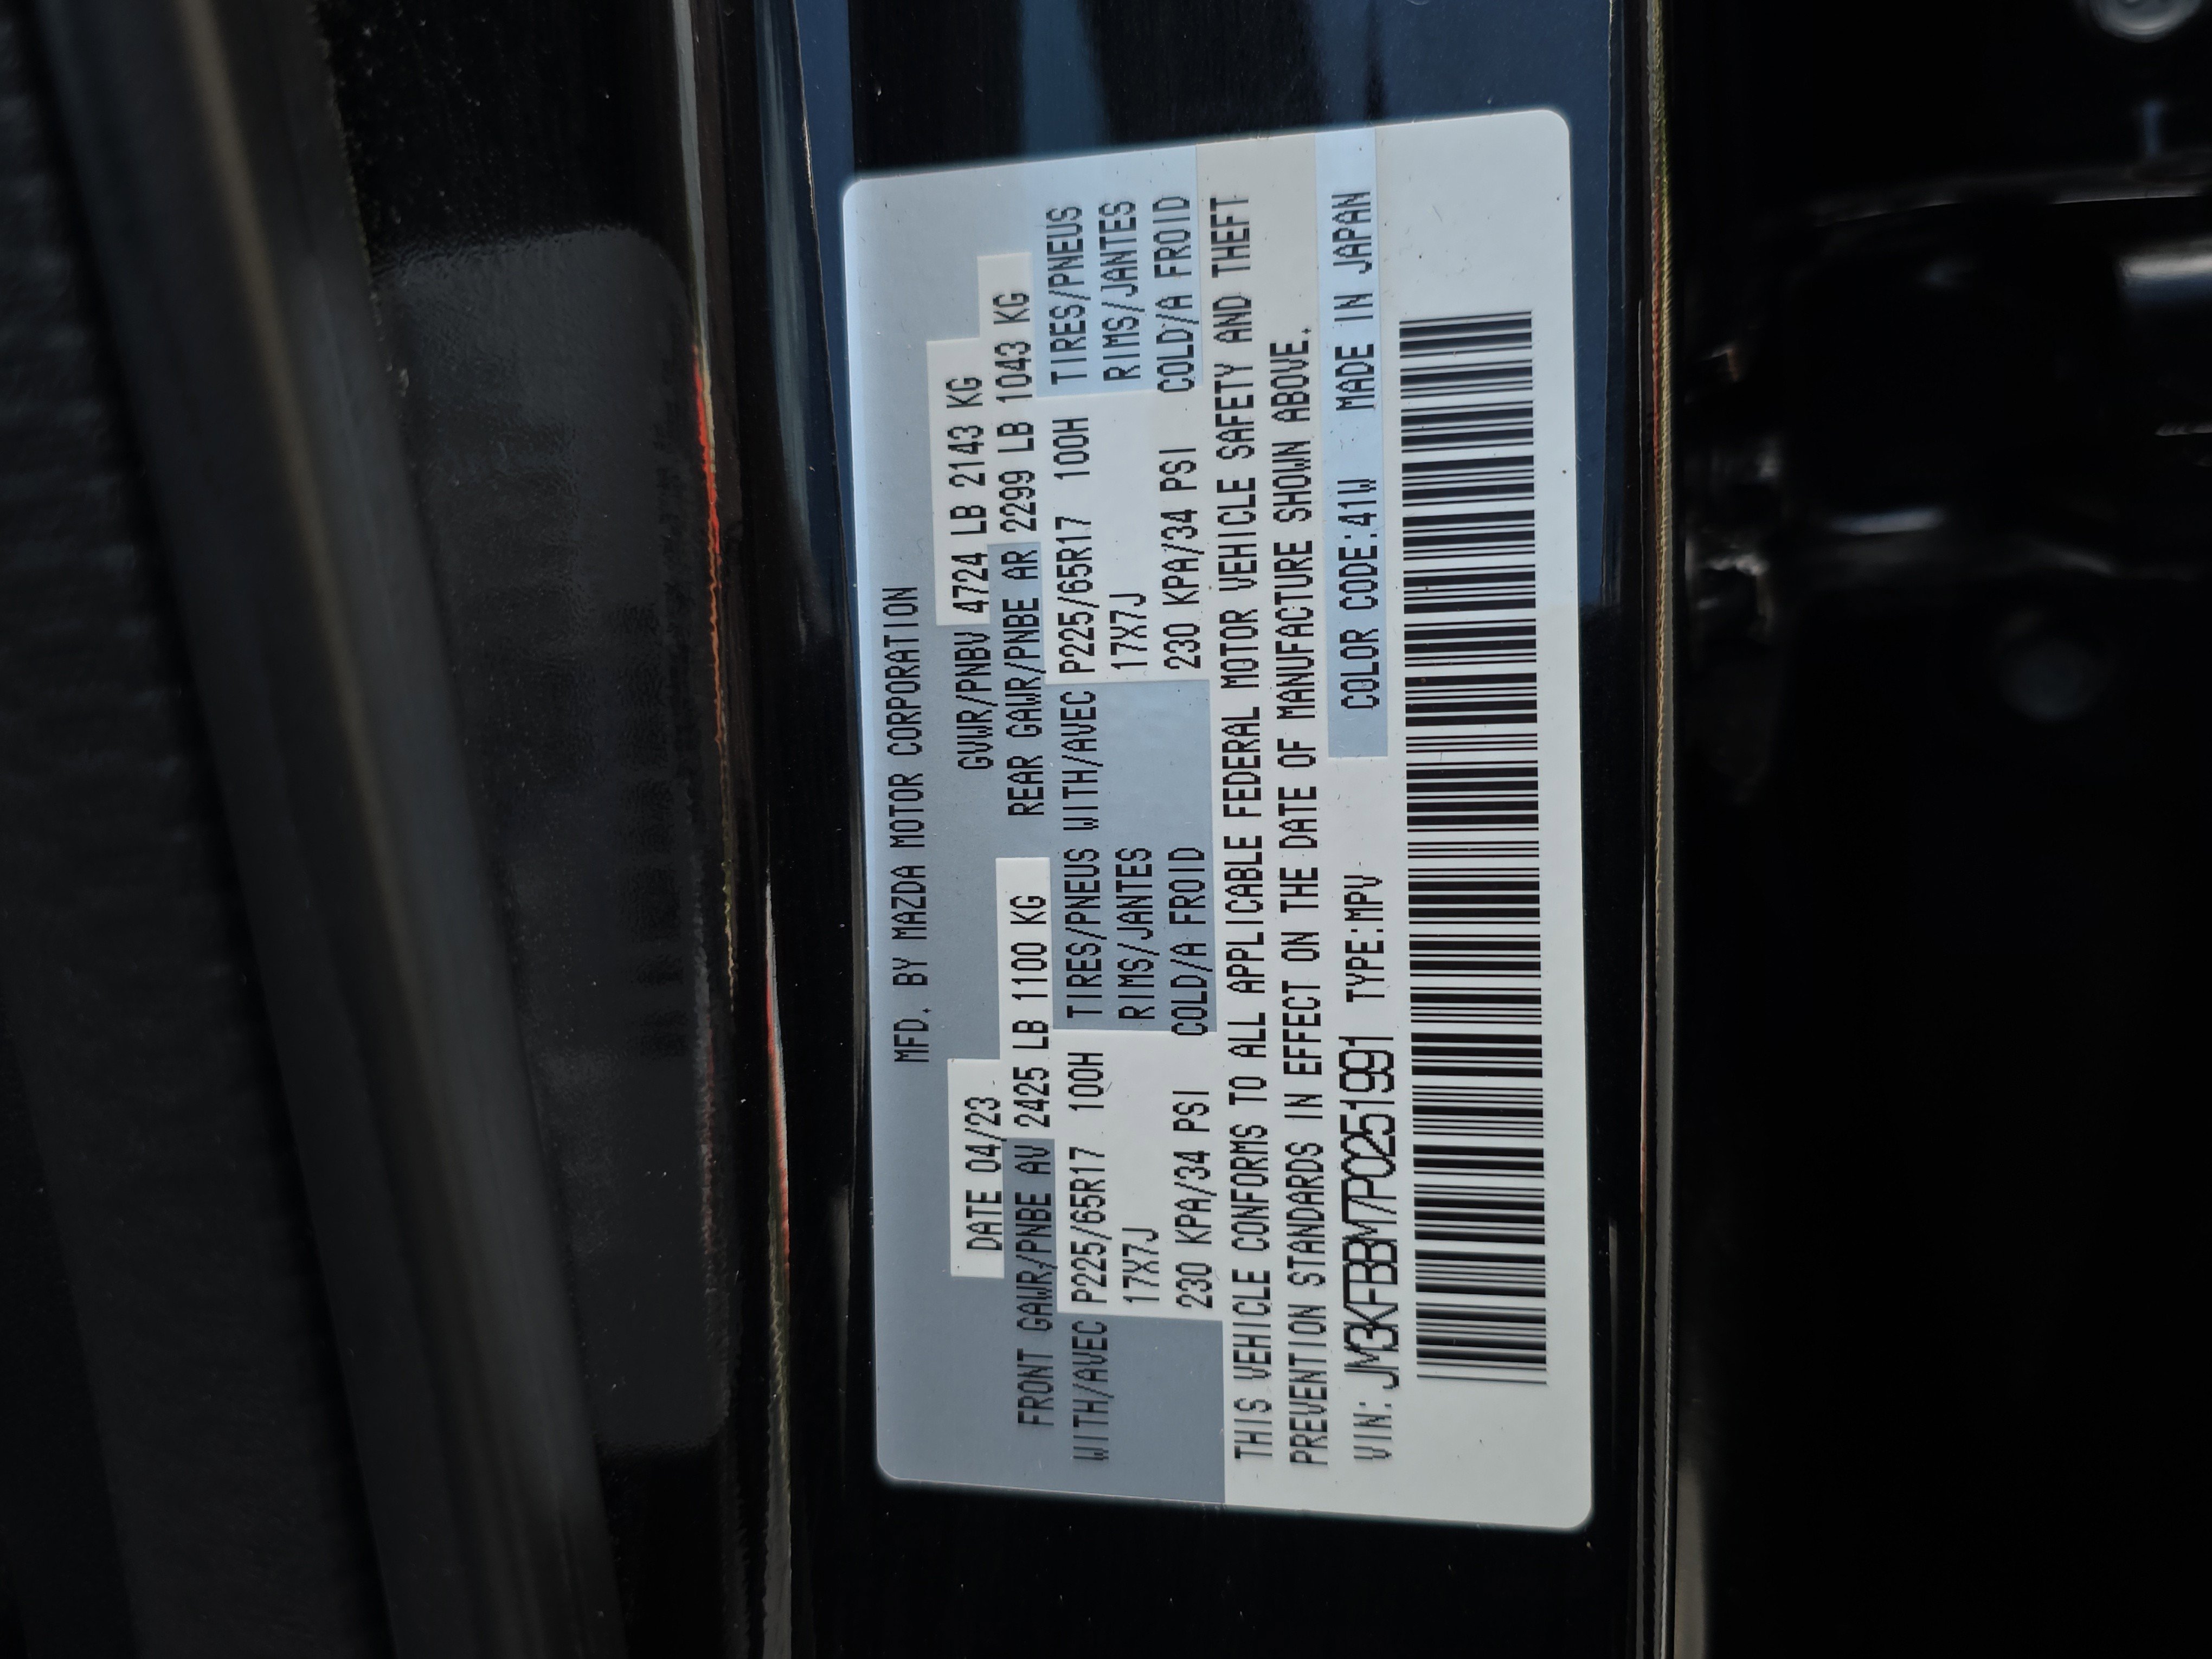 MFD. BY MAZDA MOTOR CORPORATION
DATE 04/23 GVWR/PNBV 4724 LB 2143 KG
FRONT GAWR/PNBE AV 2425 LB 1100 KG REAR GAWR/PNBE AR 2299 LB 1043 KG
WITH/AVEC P225/65R17 100H TIRES/PNEUS WITH/AVEC P225/65R17 100H TIRES/PNEUS
17X7J RIMS/JANTES 17X7J RIMS/JANTES
230 KPA/34 PSI COLD/A FROID 230 KPA/34 PSI COLD/A FROID
THIS VEHICLE CONFORMS TO ALL APPLICABLE FEDERAL MOTOR VEHICLE SAFETY AND THEFT
PREVENTION STANDARDS IN EFFECT ON THE DATE OF MANUFACTURE SHOWN ABOVE.
VIN: JM3KFBBM7P0251991 TYPE:MPV COLOR CODE:41W MADE IN JAPAN